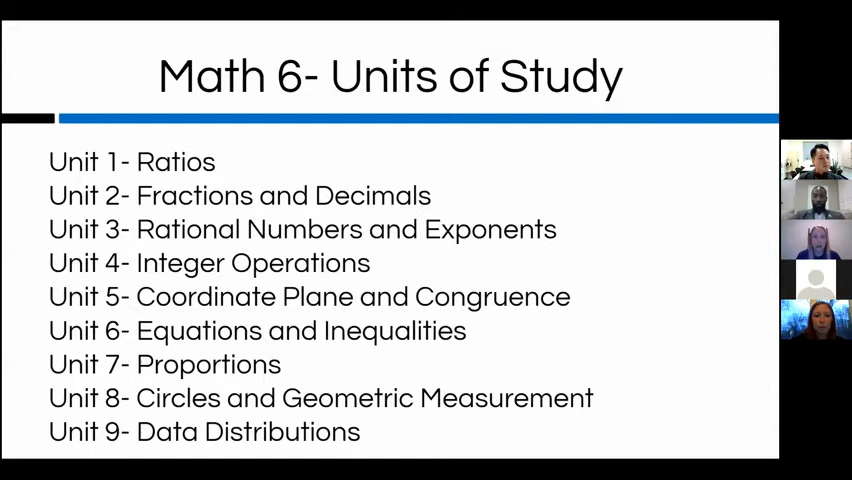 Math 6- Units of Study
Unit 1- Ratios
Unit 2- Fractions and Decimals
Unit 3- Rational Numbers and Exponents
Unit 4- Integer Operations
Unit 5- Coordinate Plane and Congruence
Unit 6- Equations and Inequalities
Unit 7- Proportions
Unit 8- Circles and Geometric Measurement
Unit 9- Data Distributions